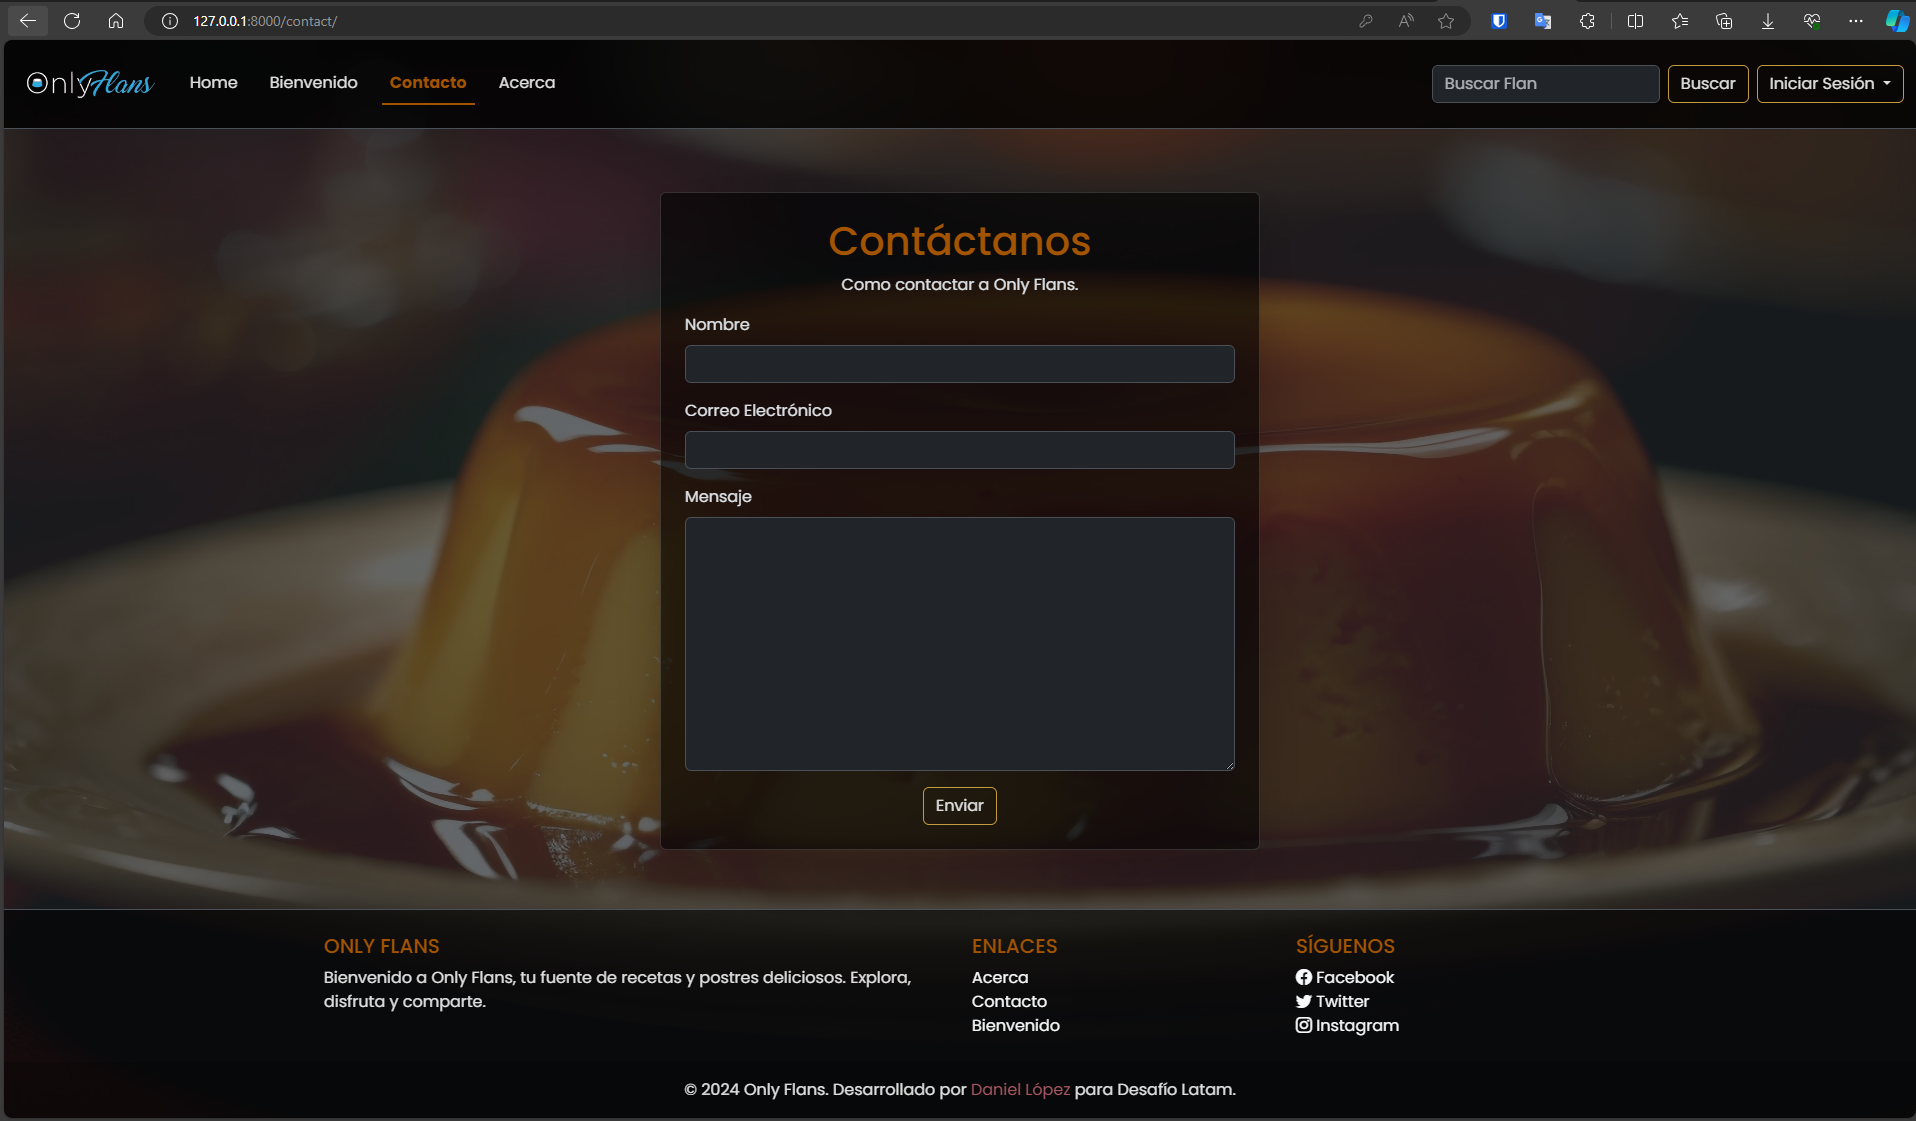 127.0.0.1:8000/contact/
OnlyFlans
Home
Bienvenido
Contacto
Acerca
Buscar Flan
Buscar
Iniciar Sesión
Contáctanos
Como contactar a Only Flans.
Nombre
Correo Electrónico
Mensaje
Enviar
ONLY FLANS
Bienvenido a Only Flans, tu fuente de recetas y postres deliciosos. Explora,
disfruta y comparte.
ENLACES
Acerca
Contacto
Bienvenido
SÍGUENOS
Facebook
Twitter
Instagram
© 2024 Only Flans. Desarrollado por Daniel López para Desafío Latam.